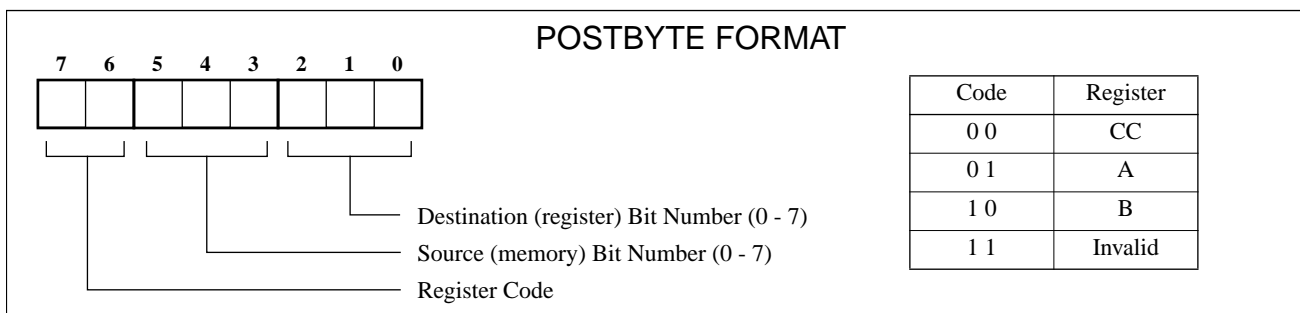 POSTBYTE FORMAT
7 6 5 4 3 2 1 0
Destination (register) Bit Number (0 - 7)
Source (memory) Bit Number (0 - 7)
Register Code
Code Register
0 0 CC
0 1 A
1 0 B
1 1 Invalid